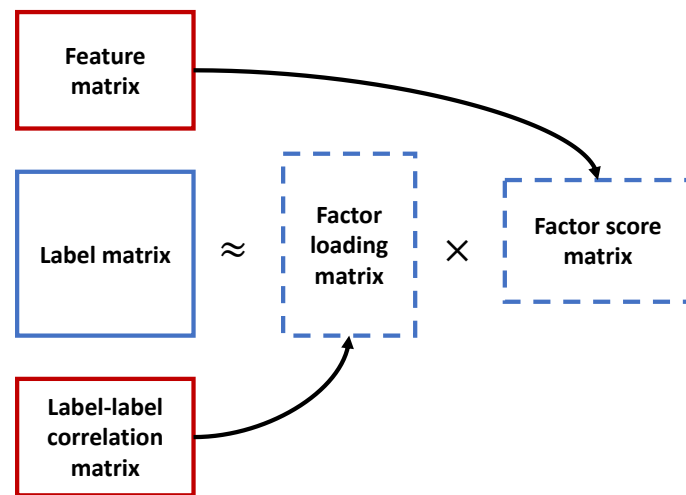 Feature
matrix
Label matrix
≈
Factor
loading
matrix
×
Factor score
matrix
Label-label
correlation
matrix